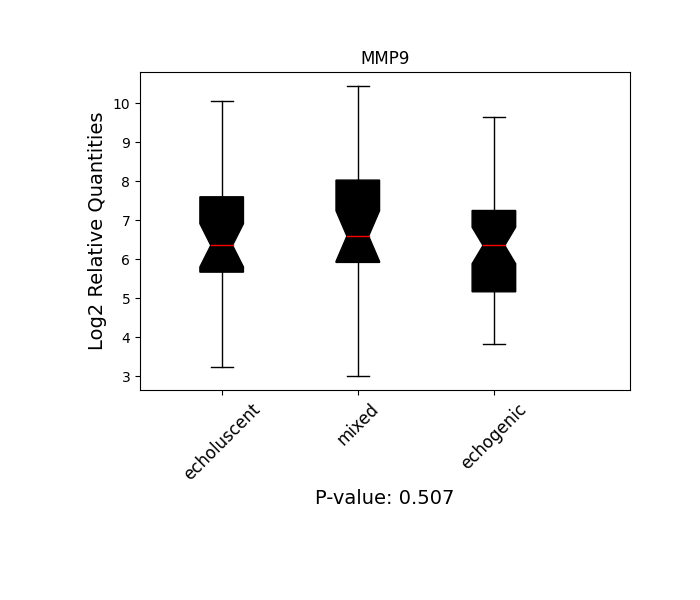 MMP9
Log2 Relative Quantities
10
9
8
7
6
5
4
3
echoluscent
mixed
echogenic
P-value: 0.507